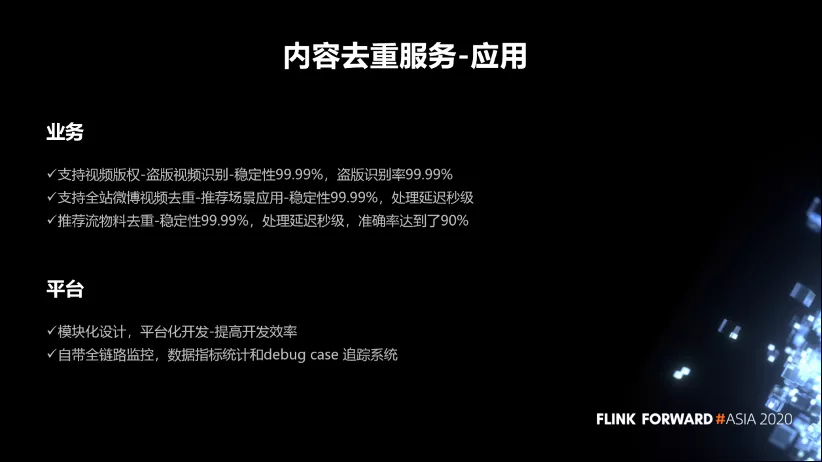 内容去重服务-应用
业务
✓支持视频版权-盗版视频识别-稳定性99.99%，盗版识别率99.99%
✓支持全站微博视频去重-推荐场景应用-稳定性99.99%，处理延迟秒级
✓推荐流物料去重-稳定性99.99%，处理延迟秒级，准确率达到了90%
平台
✓模块化设计，平台化开发-提高开发效率
✓自带全链路监控，数据指标统计和debug case 追踪系统
FLINK FORWARD #ASIA 2020